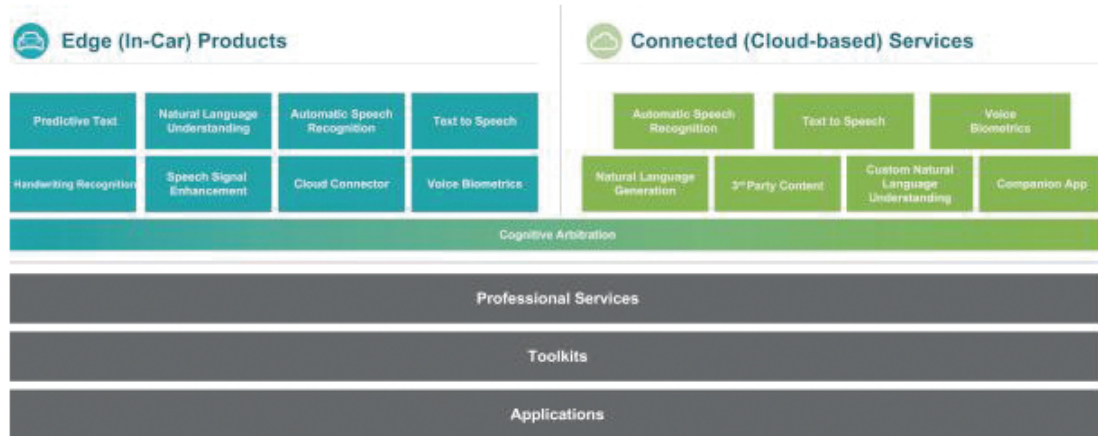 Edge (In-Car) Products
Predictive Text
Natural Language
Understanding
Automatic Speech
Recognition
Text to Speech
Handwriting Recognition
Speech Signal
Enhancement
Cloud Connector
Voice Biometrics
Connected (Cloud-based) Services
Automatic Speech
Recognition
Text to Speech
Voice
Biometrics
Natural Language
Generation
3rd Party Content
Custom Natural
Language
Understanding
Companion App
Cognitive Arbitration
Professional Services
Toolkits
Applications